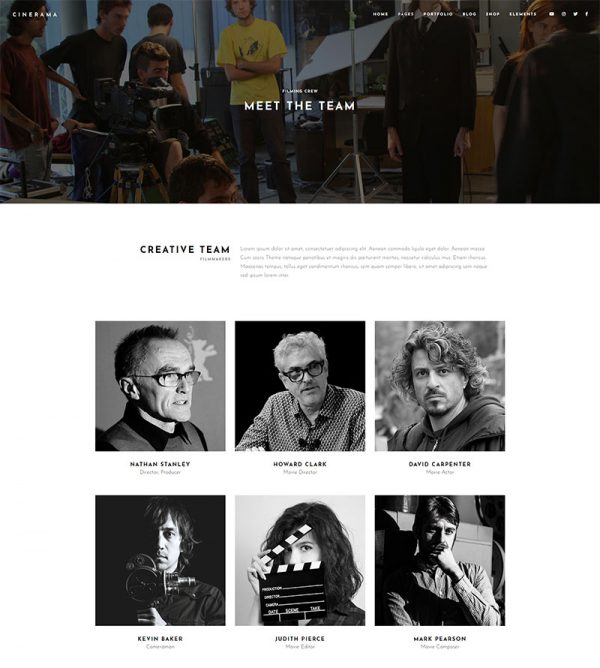 CINERAMA
HOME PAGES PORTFOLIO BLOG SHOP ELEMENTS
FILMING CREW
MEET THE TEAM
CREATIVE TEAM
FILMMAKERS
Lorem ipsum dolor sit amet, consectetuer adipiscing elit. Aenean commodo ligula eget dolor. Aenean massa.
Cum sociis Theme natoque penatibus et magnis dis parturient montes, nascetur ridiculus mus. Etiam rhoncus.
Maecenas tempus, tellus eget condimentum rhoncus, sem quam semper libero, sit amet adipiscing sem neque
sed ipsum lorem inter.
NATHAN STANLEY
Director, Producer
HOWARD CLARK
Movie Director
DAVID CARPENTER
Movie Actor
PRODUCTION
DIRECTOR
CAMERA
DATE SCENE TAKE
KEVIN BAKER
Cameraman
JUDITH PIERCE
Movie Editor
MARK PEARSON
Movie Composer